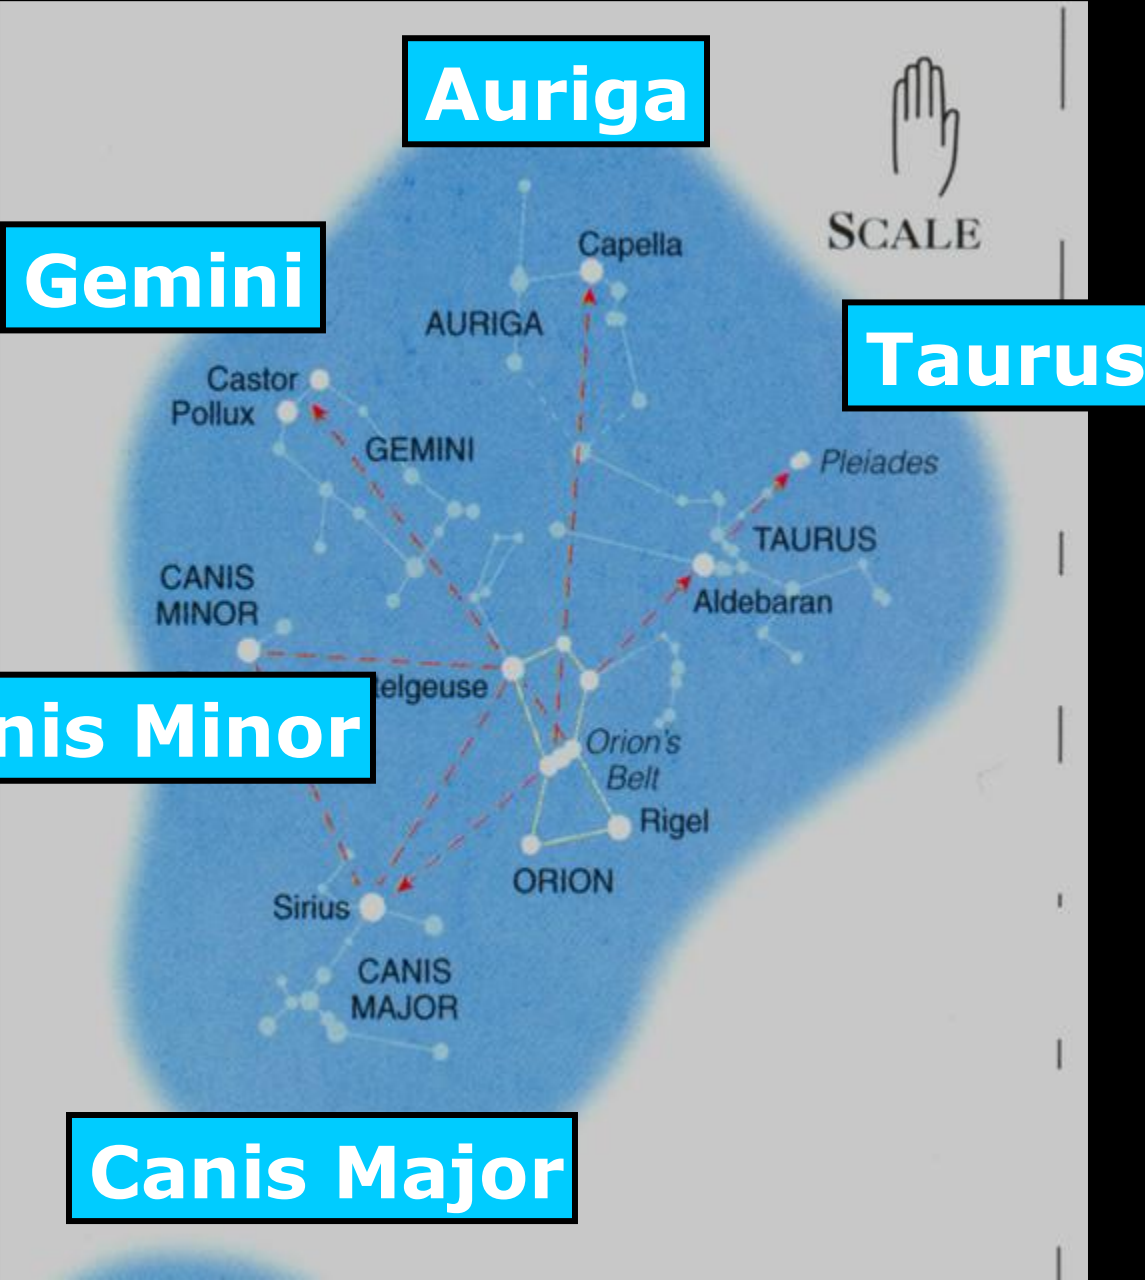 Auriga
SCALE
Capella
Gemini
AURIGA
Taurus
Castor
Pollux
GEMINI
Pleiades
TAURUS
CANIS
MINOR
Aldebaran
elgeuse
nis Minor
Orion's
Belt
Rigel
ORION
Sirius
CANIS
MAJOR
Canis Major